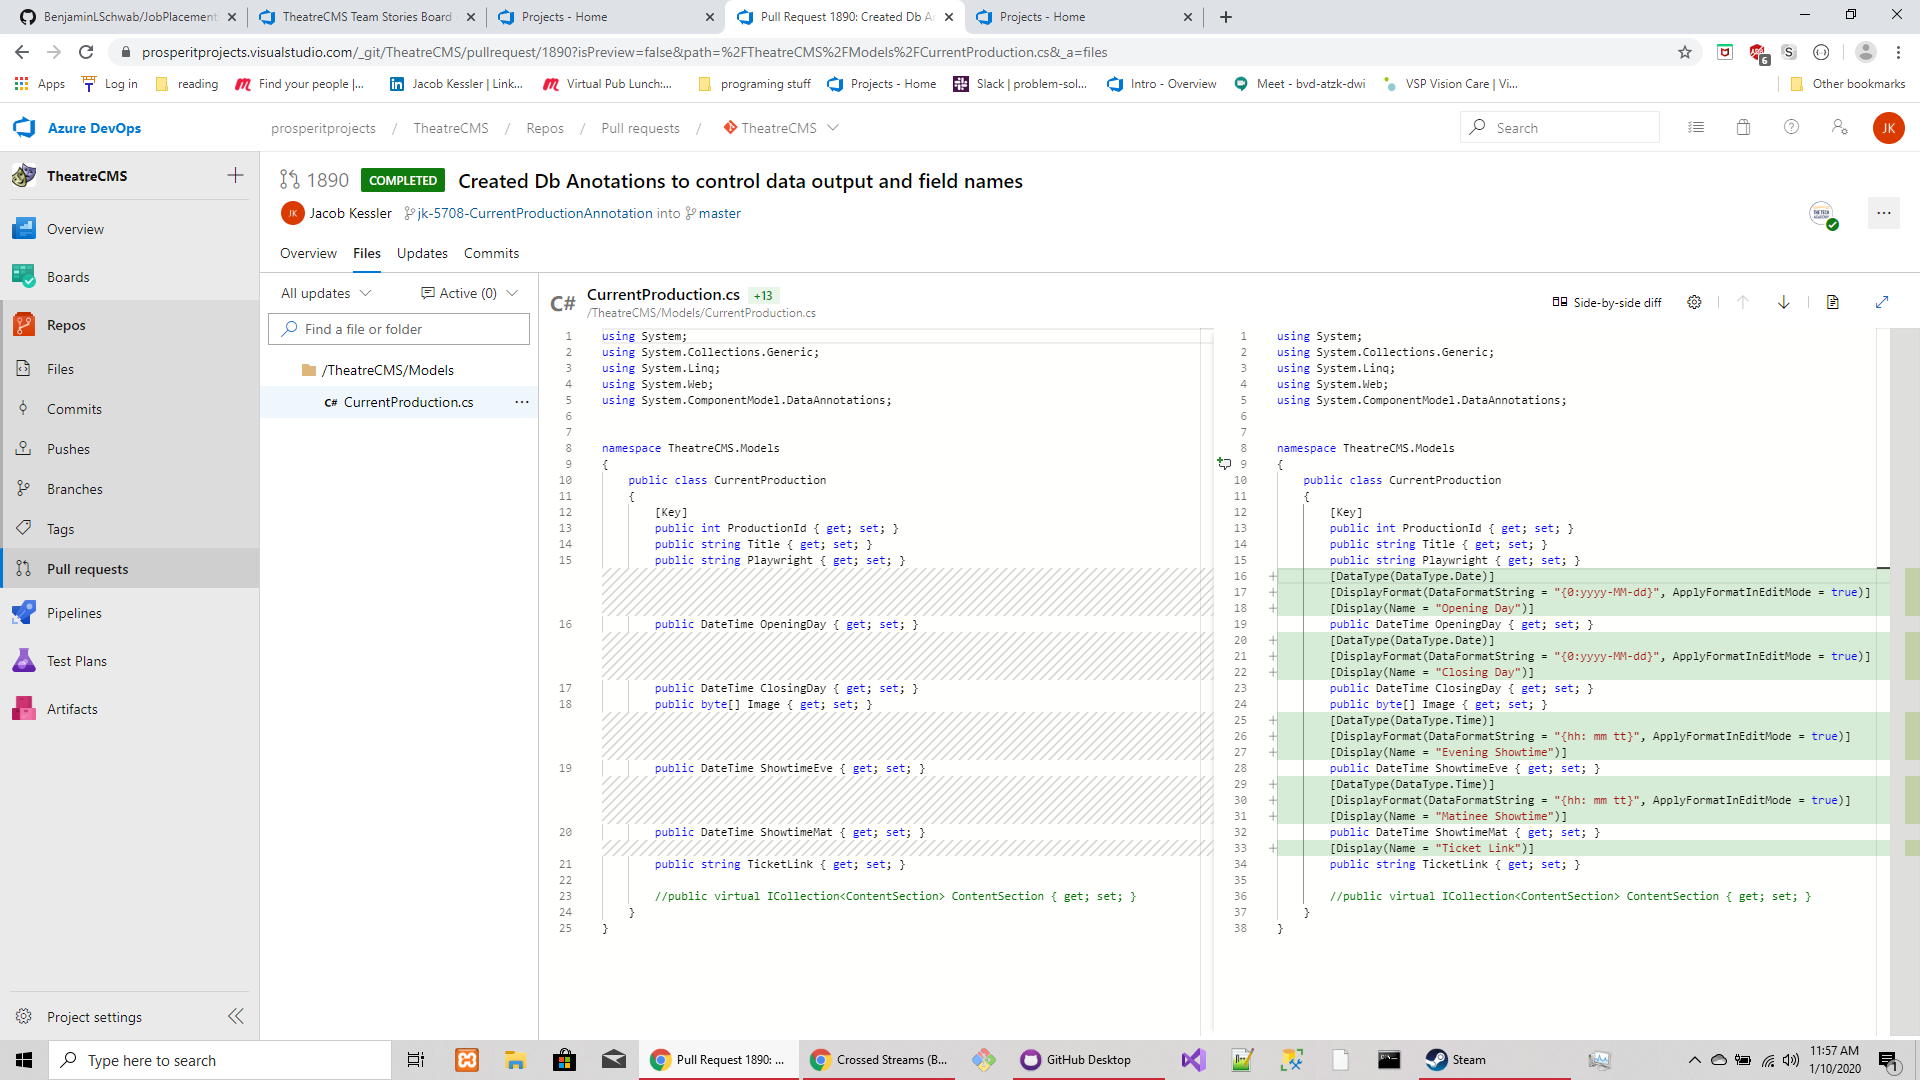 BenjaminLSchwab/JobPlacement
TheatreCMS Team Stories Board
Projects - Home
Pull Request 1890: Created Db A
Projects - Home
prosperitprojects.visualstudio.com/_git/TheatreCMS/pullrequest/1890?isPreview=false&path=%2FTheatreCMS%2FModels%2FCurrentProduction.cs&_a=files
6
Apps
Log in
reading
Find your people |...
Jacob Kessler | Link...
Virtual Pub Lunch:...
programing stuff
Projects - Home
Slack | problem-sol...
Intro - Overview
Meet - bvd-atzk-dwi
VSP Vision Care | Vi...
Other bookmarks
Azure DevOps
prosperitprojects / TheatreCMS / Repos / Pull requests / TheatreCMS
Search
JK
TheatreCMS
Overview
Boards
Repos
Files
Commits
Pushes
Branches
Tags
Pull requests
Pipelines
Test Plans
Artifacts
Project settings
1890 COMPLETED Created Db Anotations to control data output and field names
JK Jacob Kessler jk-5708-CurrentProductionAnnotation into master
Overview Files Updates Commits
All updates
Active (0)
Find a file or folder
/TheatreCMS/Models
C# CurrentProduction.cs ...
C# CurrentProduction.cs +13
/TheatreCMS/Models/CurrentProduction.cs
Side-by-side diff
1 using System;
2 using System.Collections.Generic;
3 using System.Linq;
4 using System.Web;
5 using System.ComponentModel.DataAnnotations;
6
7
8 namespace TheatreCMS.Models
9 {
10 public class CurrentProduction
11 {
12 [Key]
13 public int ProductionId { get; set; }
14 public string Title { get; set; }
15 public string Playwright { get; set; }
16 public DateTime OpeningDay { get; set; }
17 public DateTime ClosingDay { get; set; }
18 public byte[] Image { get; set; }
19 public DateTime ShowtimeEve { get; set; }
20 public DateTime ShowtimeMat { get; set; }
21 public string TicketLink { get; set; }
22
23 //public virtual ICollection<ContentSection> ContentSection { get; set; }
24 }
25 }
1 using System;
2 using System.Collections.Generic;
3 using System.Linq;
4 using System.Web;
5 using System.ComponentModel.DataAnnotations;
6
7
8 namespace TheatreCMS.Models
9 {
10 public class CurrentProduction
11 {
12 [Key]
13 public int ProductionId { get; set; }
14 public string Title { get; set; }
15 public string Playwright { get; set; }
16 + [DataType(DataType.Date)]
17 + [DisplayFormat(DataFormatString = "{0:yyyy-MM-dd}", ApplyFormatInEditMode = true)]
18 + [Display(Name = "Opening Day")]
19 public DateTime OpeningDay { get; set; }
20 + [DataType(DataType.Date)]
21 + [DisplayFormat(DataFormatString = "{0:yyyy-MM-dd}", ApplyFormatInEditMode = true)]
22 + [Display(Name = "Closing Day")]
23 public DateTime ClosingDay { get; set; }
24 public byte[] Image { get; set; }
25 + [DataType(DataType.Time)]
26 + [DisplayFormat(DataFormatString = "{hh: mm tt}", ApplyFormatInEditMode = true)]
27 + [Display(Name = "Evening Showtime")]
28 public DateTime ShowtimeEve { get; set; }
29 + [DataType(DataType.Time)]
30 + [DisplayFormat(DataFormatString = "{hh: mm tt}", ApplyFormatInEditMode = true)]
31 + [Display(Name = "Matinee Showtime")]
32 public DateTime ShowtimeMat { get; set; }
33 + [Display(Name = "Ticket Link")]
34 public string TicketLink { get; set; }
35
36 //public virtual ICollection<ContentSection> ContentSection { get; set; }
37 }
38 }
Type here to search
Pull Request 1890: ...
Crossed Streams (B...
GitHub Desktop
Steam
11:57 AM
1/10/2020
1